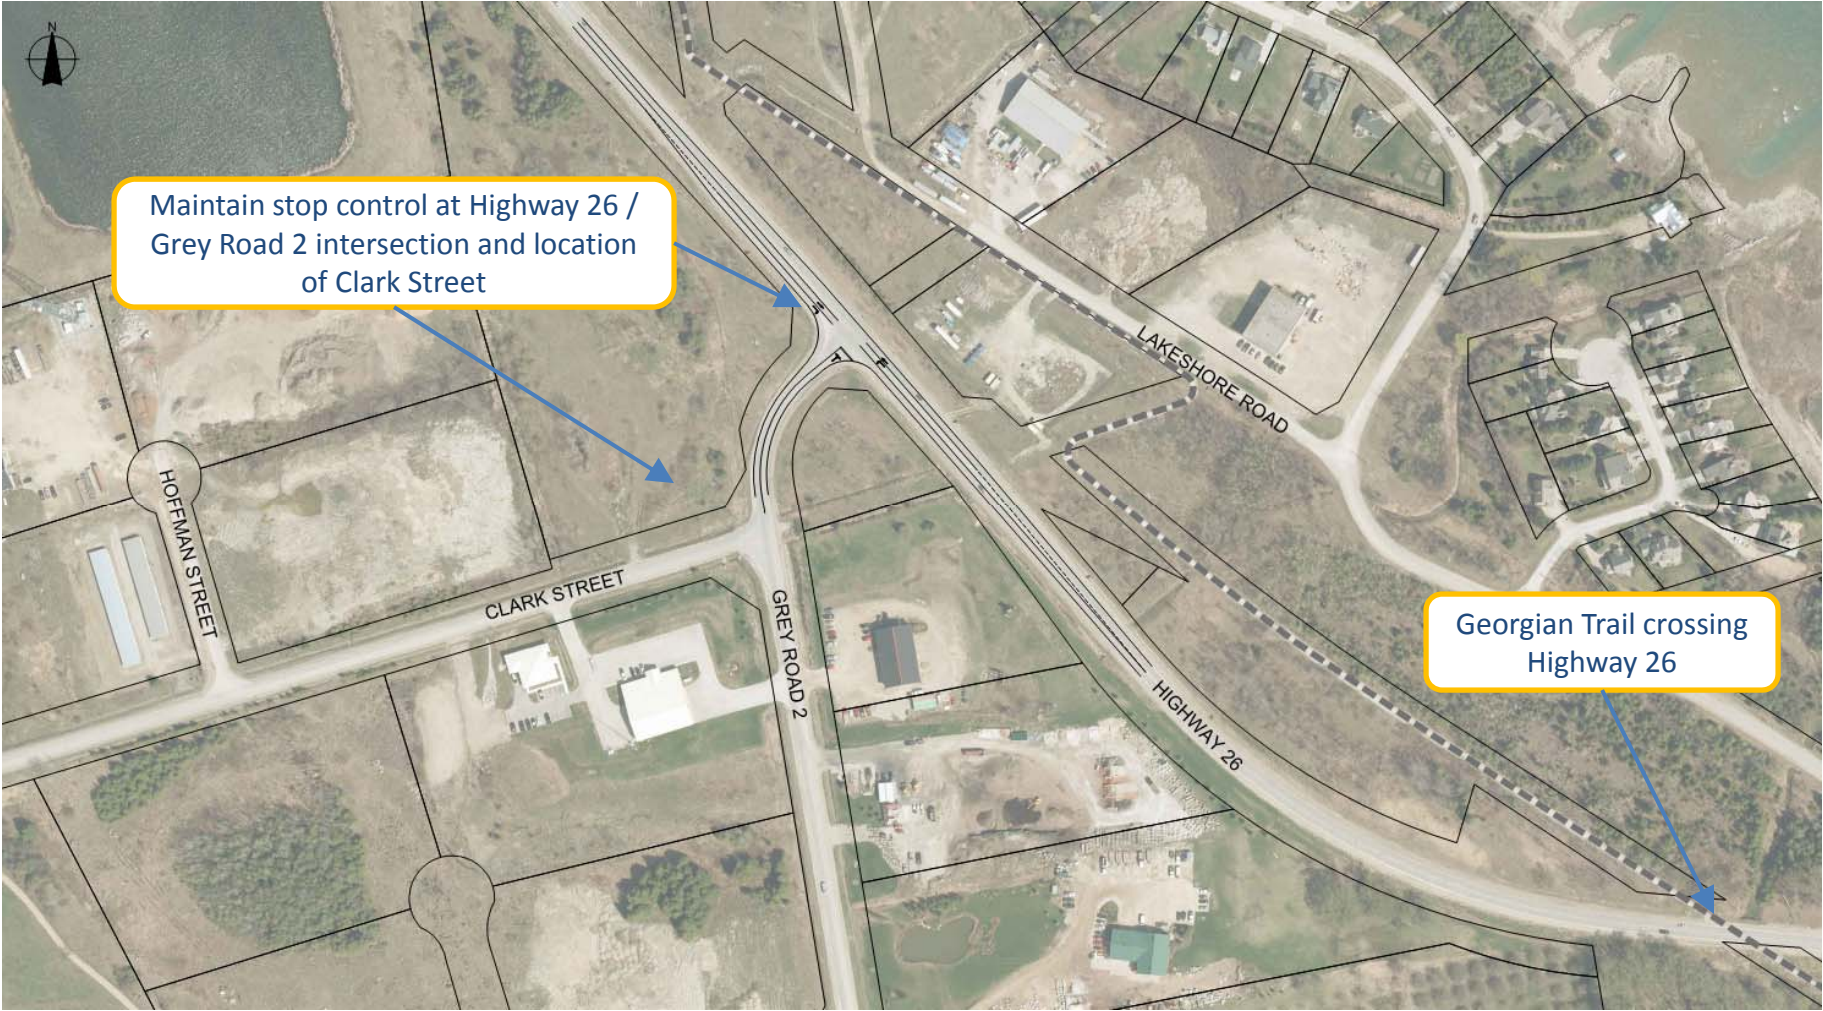 N
Maintain stop control at Highway 26 /
Grey Road 2 intersection and location
of Clark Street
LAKESHORE ROAD
HOFFMAN STREET
CLARK STREET
GREY ROAD 2
HIGHWAY 26
Georgian Trail crossing
Highway 26